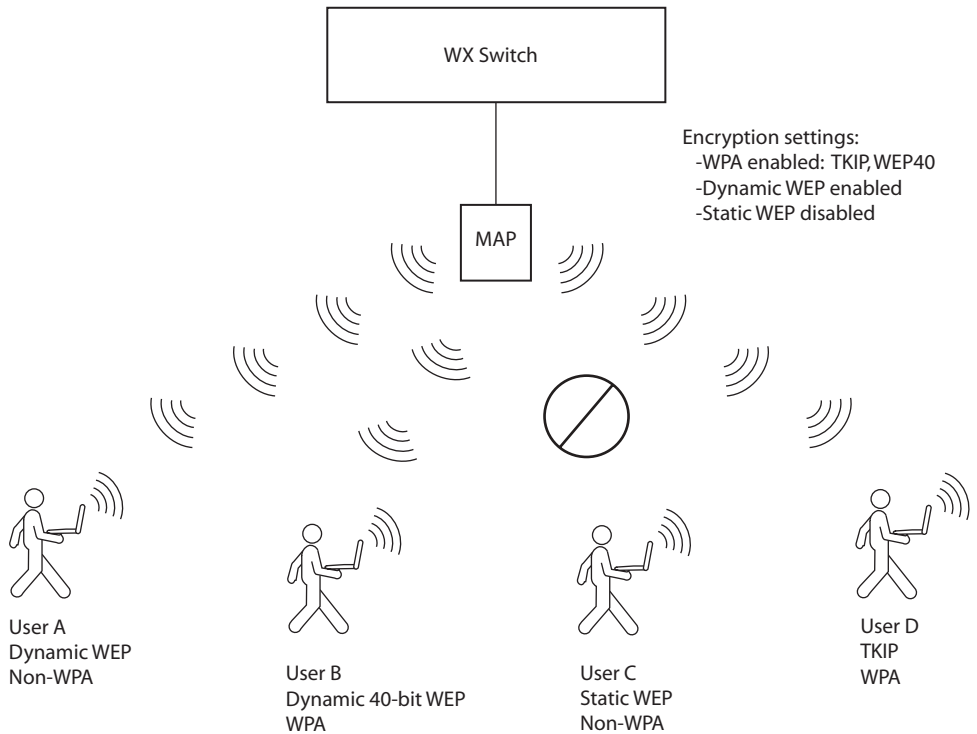 WX Switch
Encryption settings:
-WPA enabled: TKIP, WEP40
-Dynamic WEP enabled
-Static WEP disabled
MAP
User A
Dynamic WEP
Non-WPA
User B
Dynamic 40-bit WEP
WPA
User C
Static WEP
Non-WPA
User D
TKIP
WPA